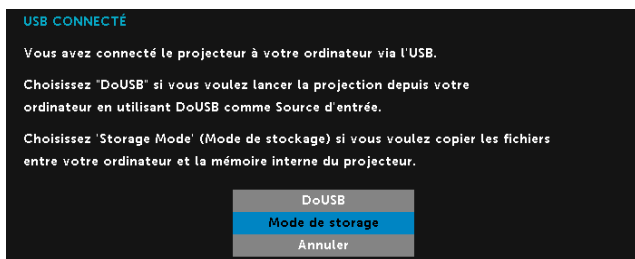 USB CONNECTÉ
Vous avez connecté le projecteur à votre ordinateur via l'USB.
Choisissez "DoUSB" si vous voulez lancer la projection depuis votre
ordinateur en utilisant DoUSB comme Source d'entrée.
Choisissez 'Storage Mode' (Mode de stockage) si vous voulez copier les fichiers
entre votre ordinateur et la mémoire interne du projecteur.
DoUSB
Mode de storage
Annuler